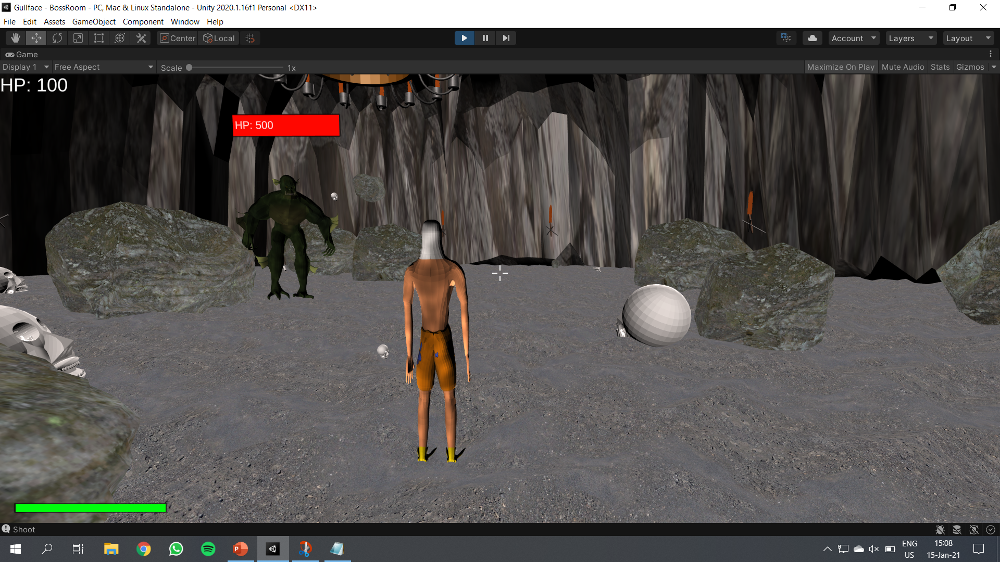 Gullface - BossRoom - PC, Mac & Linux Standalone - Unity 2020.1.16f1 Personal <DX11>
File Edit Assets GameObject Component Window Help
Center Local Account Layers Layout
Game
Display 1 Free Aspect Scale 1x Maximize On Play Mute Audio Stats Gizmos
HP: 100
HP: 500
Shoot
P
ENG
US
15:08
15-Jan-21